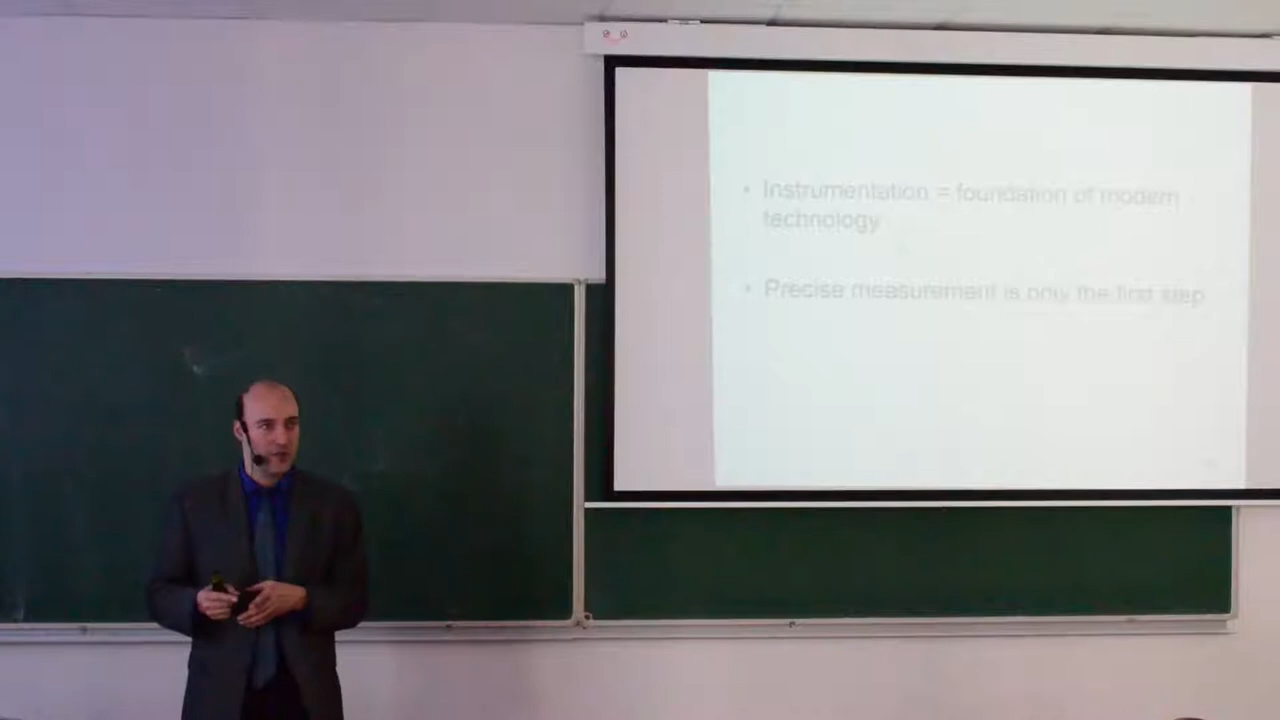 • Instrumentation = foundation of modern
technology
• Precise measurement is only the first step